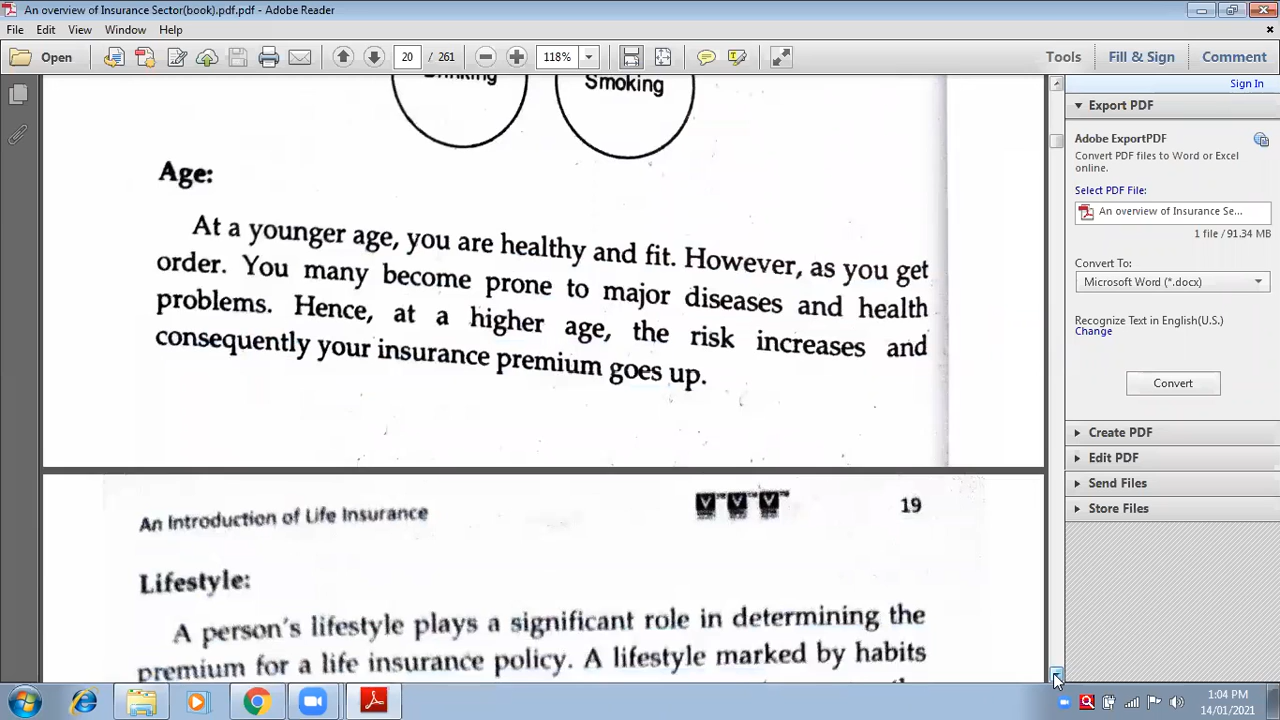 An overview of Insurance Sector(book).pdf.pdf - Adobe Reader
File Edit View Window Help
Open 20 / 261 118% Tools Fill & Sign Comment
Sign In
Smoking
Export PDF
Adobe ExportPDF
Convert PDF files to Word or Excel
online.
Select PDF File:
An overview of Insurance Se...
1 file / 91.34 MB
Convert To:
Microsoft Word (*.docx)
Recognize Text in English(U.S.)
Change
Convert
Create PDF
Edit PDF
Send Files
Store Files
Age:
At a younger age, you are healthy and fit. However, as you get
order. You many become prone to major diseases and health
problems. Hence, at a higher age, the risk increases and
consequently your insurance premium goes up.
An Introduction of Life Insurance 19
Lifestyle:
A person's lifestyle plays a significant role in determining the
premium for a life insurance policy. A lifestyle marked by habits
1:04 PM
14/01/2021